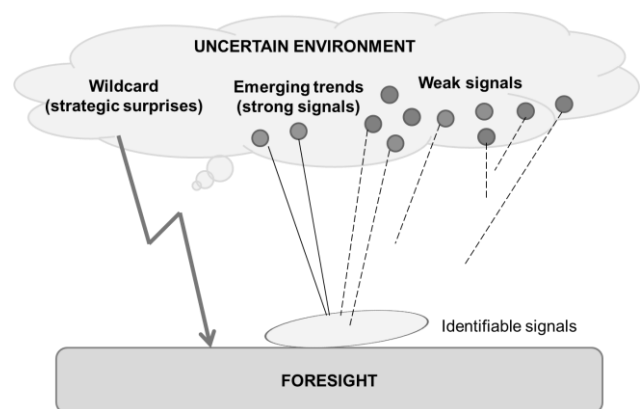 UNCERTAIN ENVIRONMENT
Wildcard
(strategic surprises)
Emerging trends
(strong signals)
Weak signals
Identifiable signals
FORESIGHT